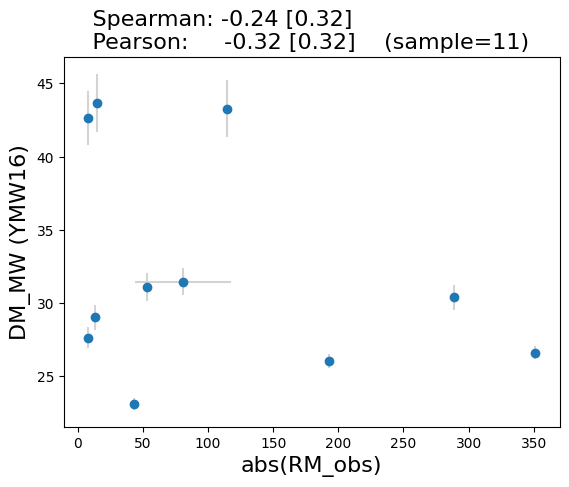 Spearman: -0.24 [0.32]
Pearson: -0.32 [0.32] (sample=11)
45
40
35
30
25
DM_MW (YMW16)
0 50 100 150 200 250 300 350
abs(RM_obs)